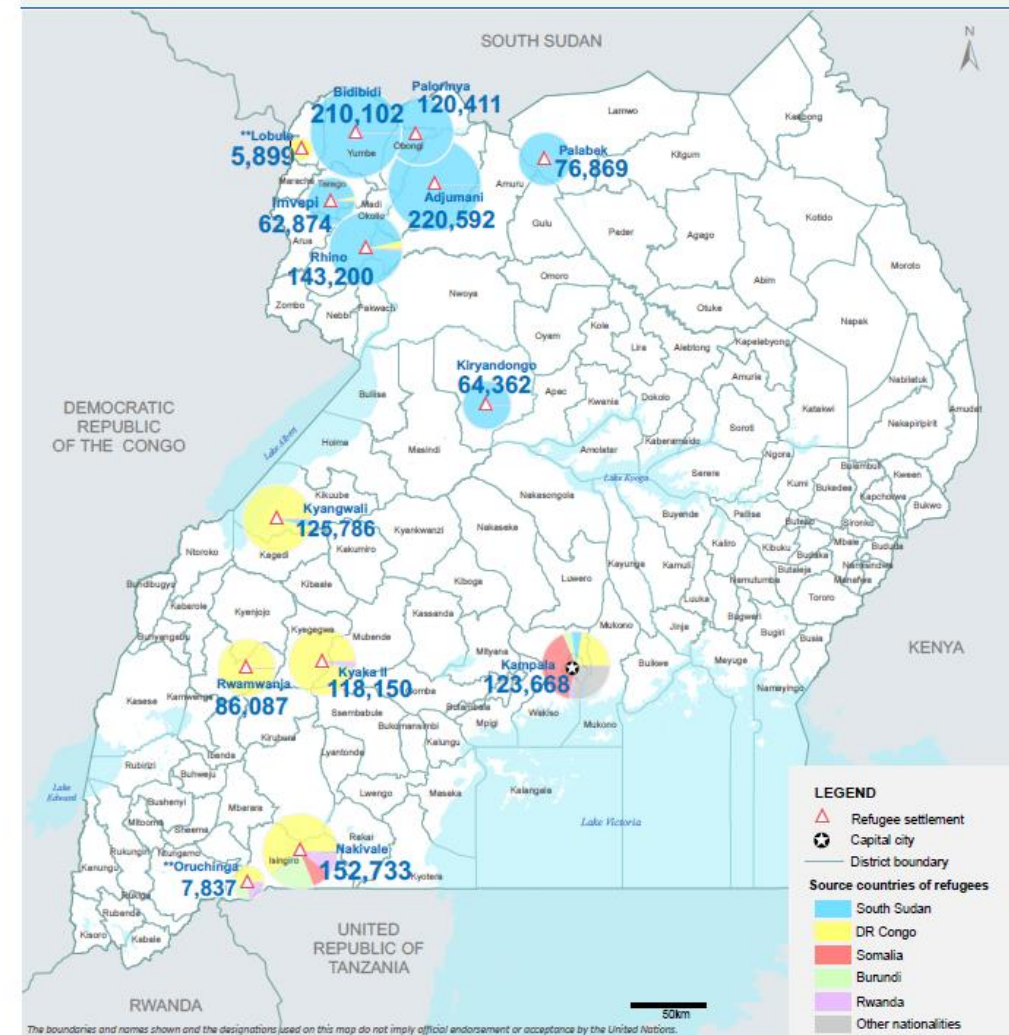 SOUTH SUDAN
N
Bidibidi
210,102
Palorinya
120,411
Lamwo
Kaabong
**Lobule
5,899
Yumbe
Obongi
Palabek
76,869
Kitgum
Maracha
Terego
Imvepi
62,874
Madi
Okollo
Adjumani
220,592
Amuru
Gulu
Pader
Agago
Kotido
Arua
Rhino
143,200
Moroto
Abim
Omoro
Zombo
Nebbi
Pakwach
Nwoya
Otuke
Napak
Oyam
Kole
Lira
Alebtong
Kapelebyong
Kiryandongo
64,362
Apac
Amuria
Nabilatuk
Buliisa
Kwania
Dokolo
Katakwi
Amudat
DEMOCRATIC
REPUBLIC
OF THE CONGO
Soroti
Nakapiripirit
Lake Albert
Hoima
Masindi
Amolatar
Kaberamaido
Ngora
Lake Kyoga
Serere
Kumi
Bukedea
Bulambuli
Kween
Kapchorwa
Bukwo
Kikuube
Nakasongola
Kyangwali
125,786
Kyankwanzi
Nakaseke
Buyende
Pallisa
Butebo
Sironko
Ntoroko
Kagadi
Kakumiro
Kaliro
Kibuku
Budaka
Mbale
Bududa
Kibaale
Kiboga
Luwero
Kayunga
Kamuli
Namutumba
Butaleja
Manafwa
Bundibugyo
Kabarole
Kyenjojo
Luuka
Tororo
Bunyangabu
Kyegegwa
Mubende
Kassanda
Mukono
Jinja
Bugweri
Bugiri
Busia
KENYA
Rwamwanja
86,087
Kyaka II
118,150
Mityana
Kampala
123,668
Buikwe
Mayuge
Namayingo
Kasese
Kamwenge
Gomba
Butambala
Wakiso
Mukono
Ssembabule
Mpigi
Bukomansimbi
Kiruhura
Kalungu
Ibanda
Lyantonde
Rubirizi
Buhweju
Lwengo
Masaka
Kalangala
Lake
Edward
Bushenyi
Mbarara
Lake Victoria
Mitooma
Sheema
Rukungiri
Ntungamo
Isingiro
Rakai
Nakivale
152,733
Kanungu
**Oruchinga
7,837
Kyotera
Rukiga
Rubanda
Kisoro
Kabale
UNITED
REPUBLIC OF
TANZANIA
RWANDA
LEGEND
Refugee settlement
Capital city
District boundary
Source countries of refugees
South Sudan
DR Congo
Somalia
Burundi
Rwanda
Other nationalities
50km
The boundaries and names shown and the designations used on this map do not imply official endorsement or acceptance by the United Nations.